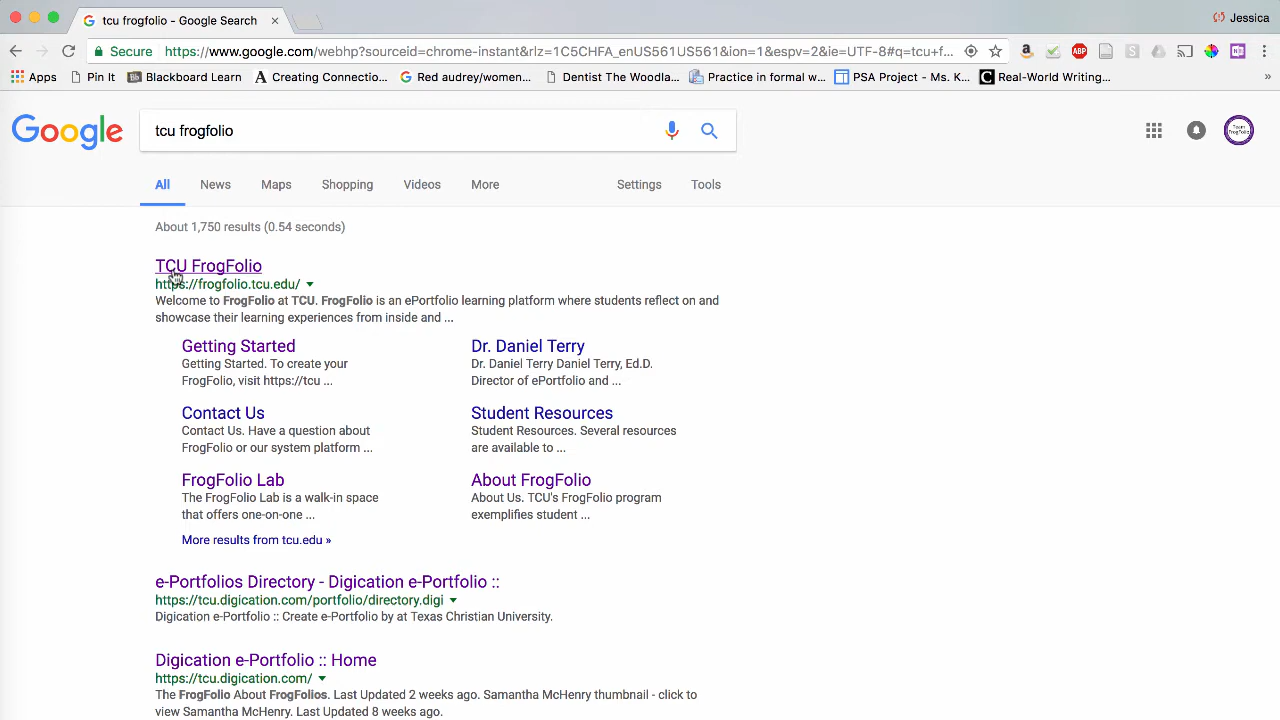 tcu frogfolio - Google Search
Jessica
Secure https://www.google.com/webhp?sourceid=chrome-instant&rlz=1C5CHFA_enUS561US561&ion=1&espv=2&ie=UTF-8#q=tcu+f...
Apps Pin It Blackboard Learn Creating Connectio... Red carey/women... Dentist The Woodla... Practice in formal w... PSA Project - Ms. K... Real-World Writing... »
Google
tcu frogfolio
All News Maps Shopping Videos More Settings Tools
About 1,750 results (0.54 seconds)
TCU FrogFolio
https://frogfolio.tcu.edu/
Welcome to FrogFolio at TCU. FrogFolio is an ePortfolio learning platform where students reflect on and
showcase their learning experiences from inside and ...
Getting Started
Getting Started. To create your
FrogFolio, visit https://tcu ...
Dr. Daniel Terry
Dr. Daniel Terry Daniel Terry, Ed.D.
Director of ePortfolio and ...
Contact Us
Contact Us. Have a question about
FrogFolio or our system platform ...
Student Resources
Student Resources. Several resources
are available to ...
FrogFolio Lab
The FrogFolio Lab is a walk-in space
that offers one-on-one ...
About FrogFolio
About Us. TCU's FrogFolio program
exemplifies student ...
More results from tcu.edu »
e-Portfolios Directory - Digication e-Portfolio ::
https://tcu.digication.com/portfolio/directory.digi
Digication e-Portfolio :: Create e-Portfolio by at Texas Christian University.
Digication e-Portfolio :: Home
https://tcu.digication.com/
The FrogFolio About FrogFolios. Last Updated 2 weeks ago. Samantha McHenry thumbnail - click to
view Samantha McHenry. Last Updated 8 weeks ago.